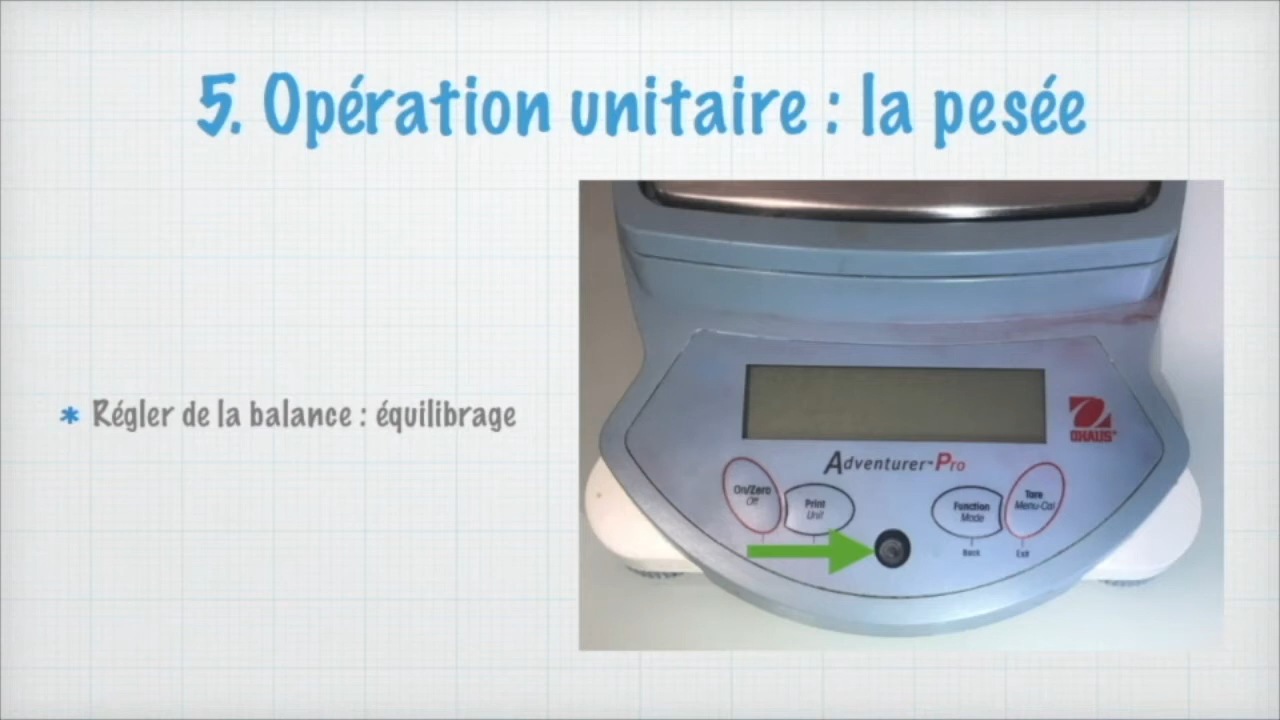 5. Opération unitaire : la pesée
* Régler de la balance : équilibrage
OHAUS
Adventurer™ Pro
On/Zero
Off
Print
Unit
Function
Mode
Tare
Menu-Cal
Back
Exit